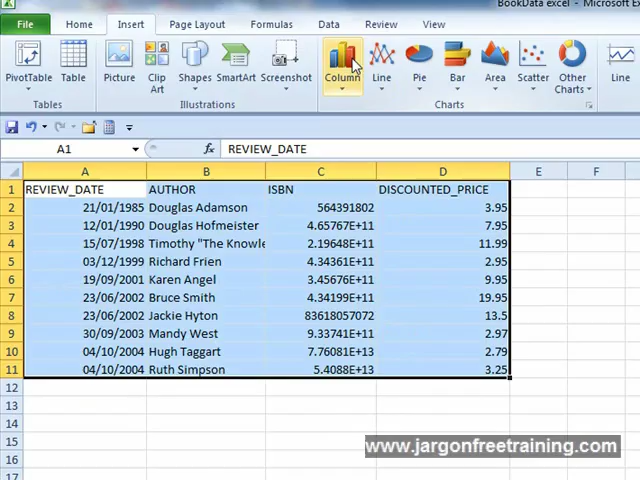 BookData excel - Microsoft E
File Home Insert Page Layout Formulas Data Review View
PivotTable Table Picture Clip Art Shapes SmartArt Screenshot Column Line Pie Bar Area Scatter Other Charts Line
Tables Illustrations Charts
A1 fx REVIEW_DATE
A B C D E F
1 REVIEW_DATE AUTHOR ISBN DISCOUNTED_PRICE
2 21/01/1985 Douglas Adamson 564391802 3.95
3 12/01/1990 Douglas Hofmeister 4.65767E+11 7.95
4 15/07/1998 Timothy "The Knowle 2.19648E+11 11.99
5 03/12/1999 Richard Frien 4.34361E+11 2.95
6 19/09/2001 Karen Angel 3.45676E+11 9.95
7 23/06/2002 Bruce Smith 4.34199E+11 19.95
8 23/06/2002 Jackie Hyton 83618057072 13.5
9 30/09/2003 Mandy West 9.33741E+11 2.97
10 04/10/2004 Hugh Taggart 7.76081E+13 2.79
11 04/10/2004 Ruth Simpson 5.4088E+13 3.25
12
13
14
15
16
17
www.jargonfreetraining.com